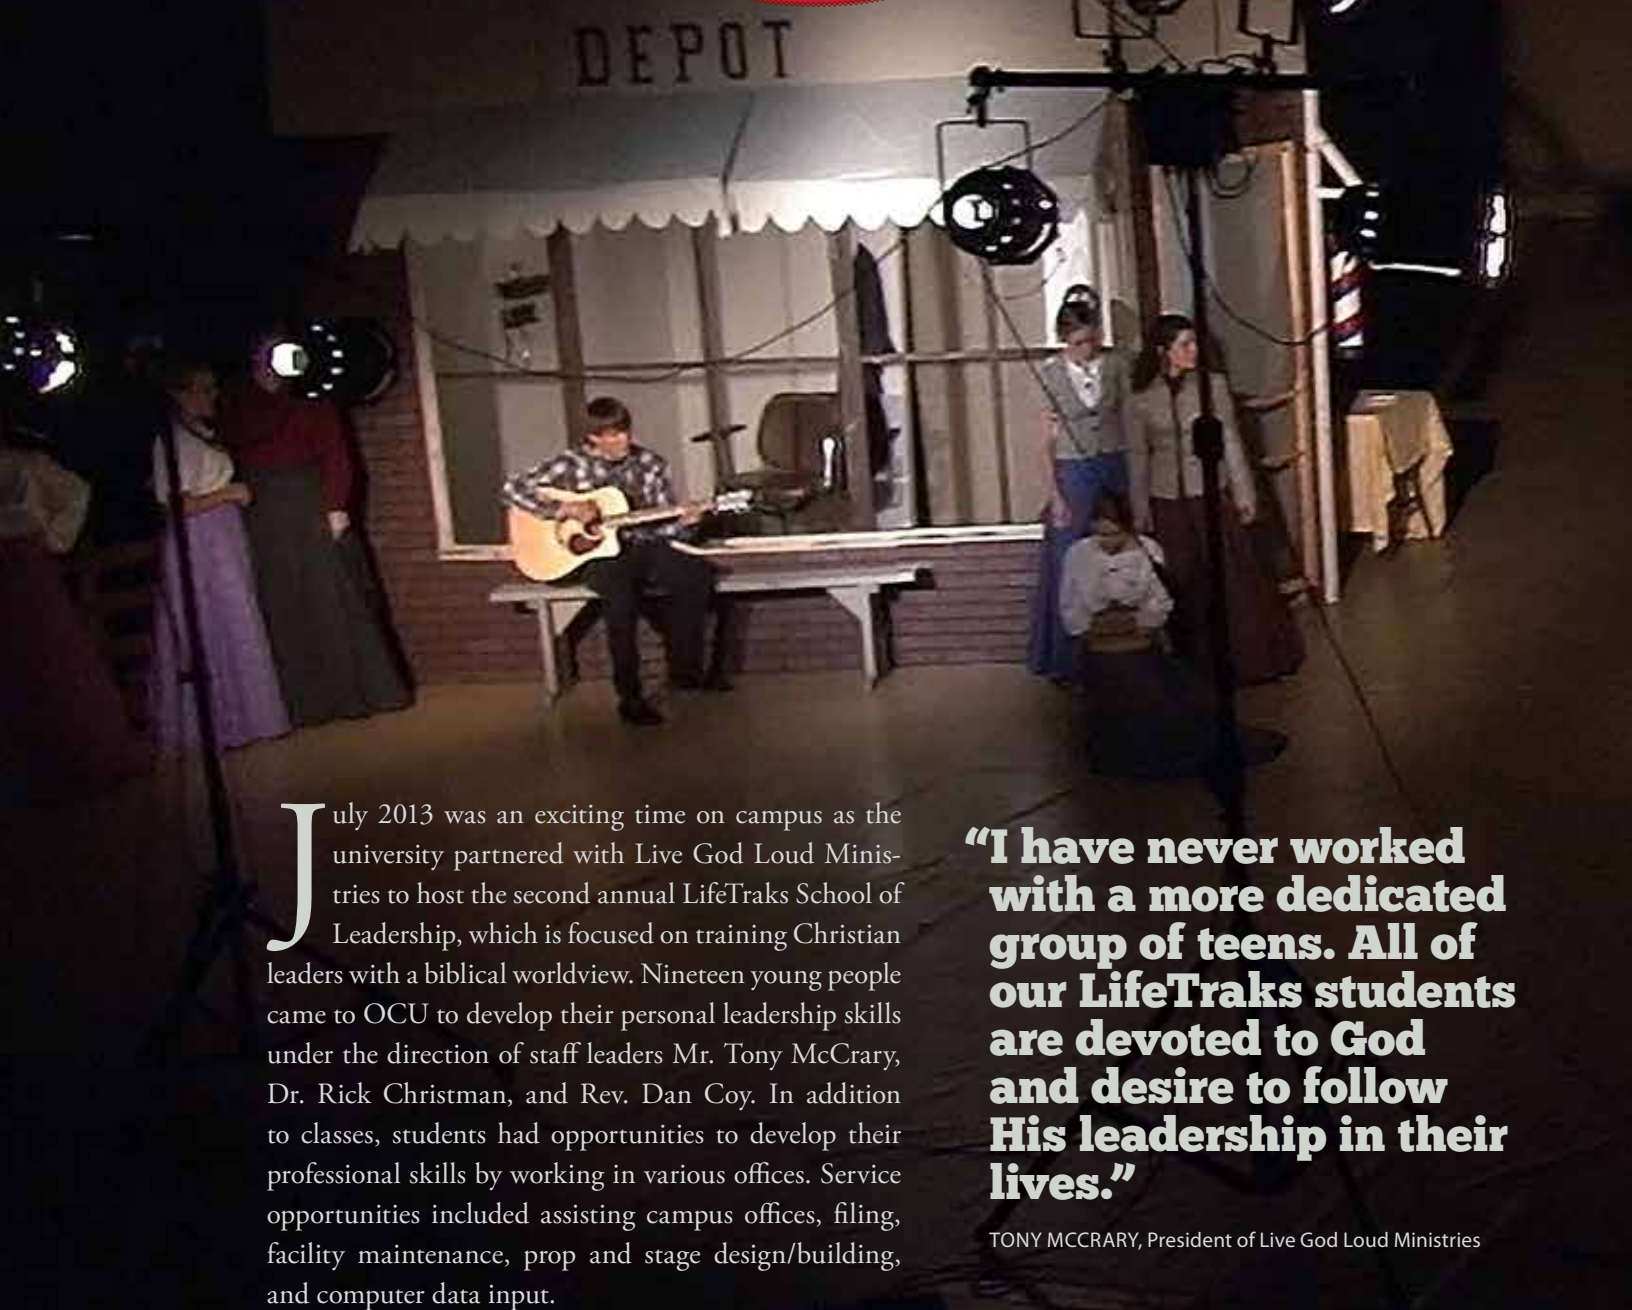 DEPOT
July 2013 was an exciting time on campus as the
university partnered with Live God Loud Minis-
tries to host the second annual LifeTraks School of
Leadership, which is focused on training Christian
leaders with a biblical worldview. Nineteen young people
came to OCU to develop their personal leadership skills
under the direction of staff leaders Mr. Tony McCrary,
Dr. Rick Christman, and Rev. Dan Coy. In addition
to classes, students had opportunities to develop their
professional skills by working in various offices. Service
opportunities included assisting campus offices, filing,
facility maintenance, prop and stage design/building,
and computer data input.
“I have never worked
with a more dedicated
group of teens. All of
our LifeTraks students
are devoted to God
and desire to follow
His leadership in their
lives.”
TONY MCCRARY, President of Live God Loud Ministries